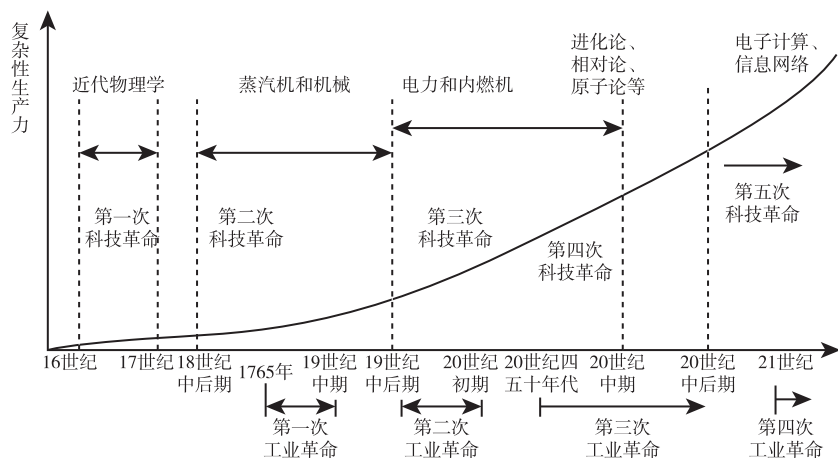 复杂性生产力
近代物理学
蒸汽机和机械
电力和内燃机
进化论、
相对论、
原子论等
电子计算、
信息网络
第一次
科技革命
第二次
科技革命
第三次
科技革命
第四次
科技革命
第五次
科技革命
16世纪
17世纪
18世纪
中后期
1765年
19世纪
中期
19世纪
中后期
20世纪
初期
20世纪四
五十年代
20世纪
中期
20世纪
中后期
21世纪
第一次
工业革命
第二次
工业革命
第三次
工业革命
第四次
工业革命